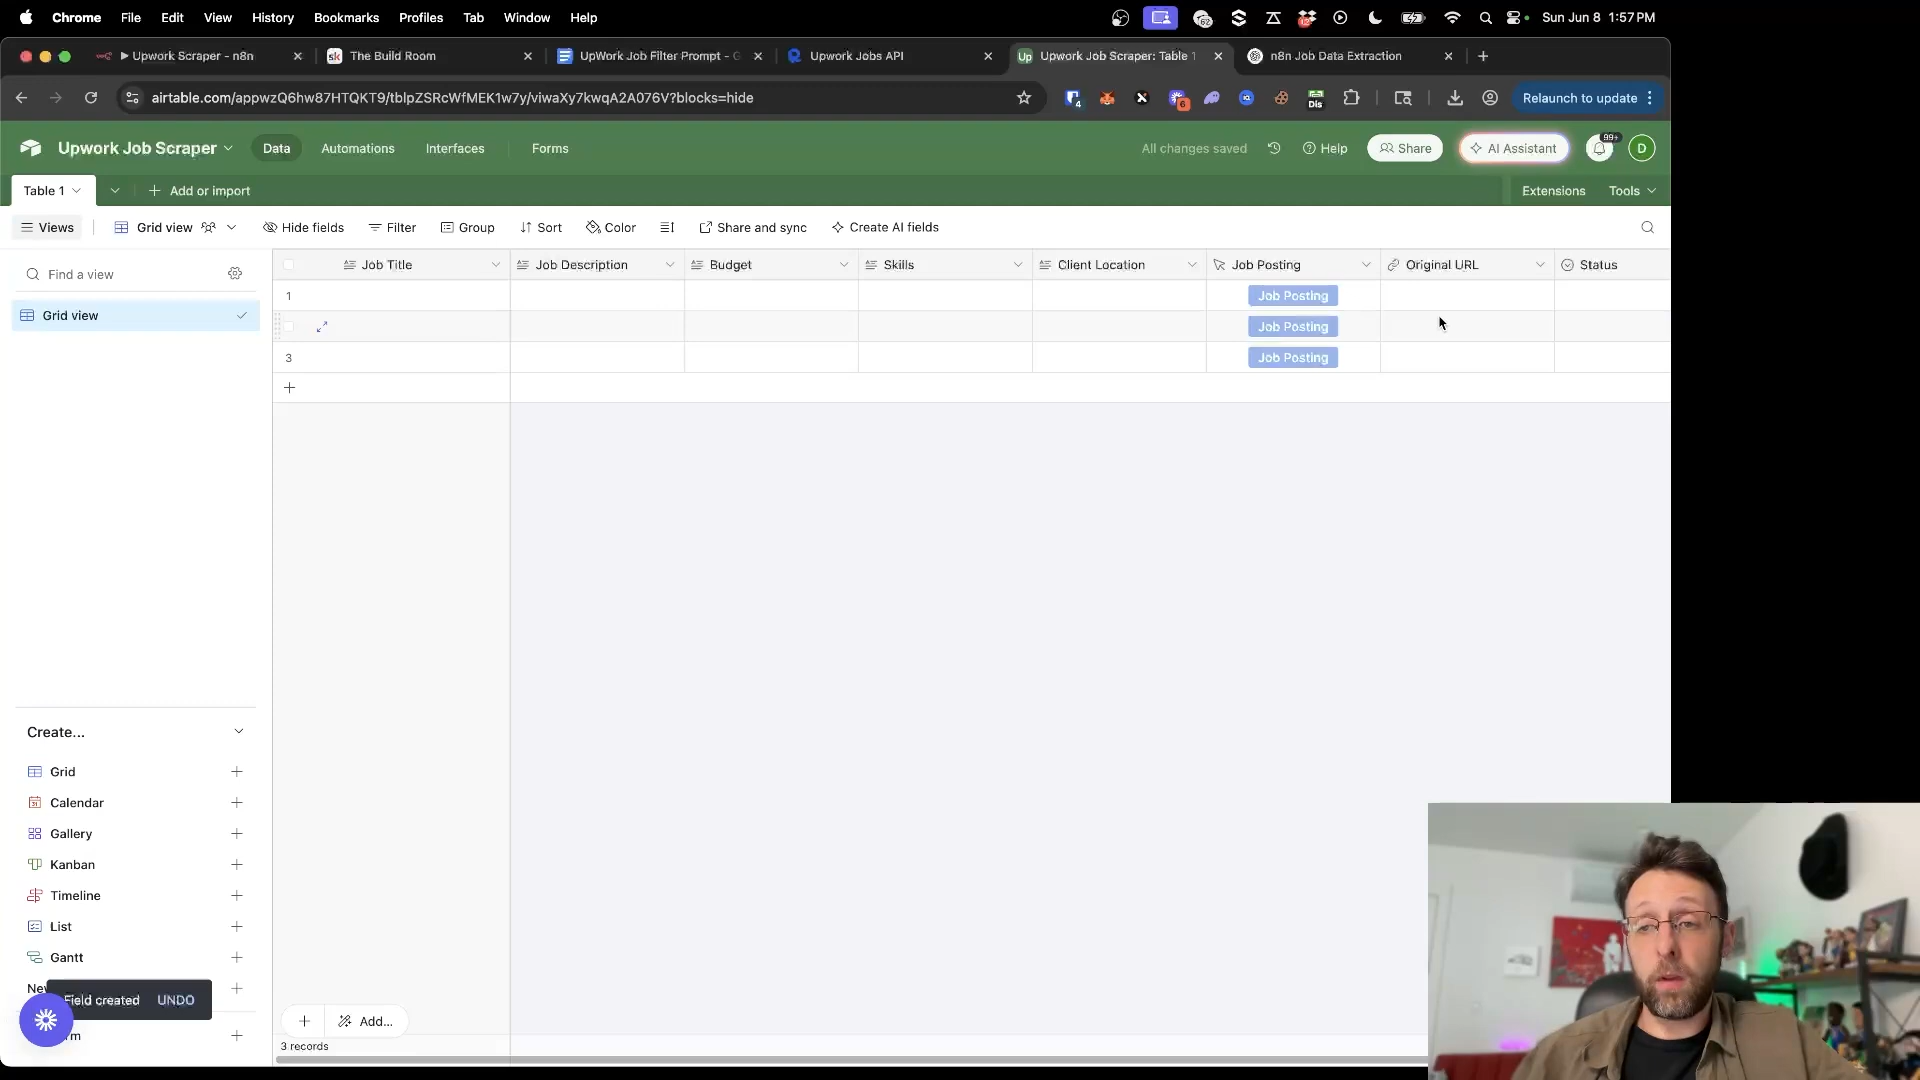 Chrome File Edit View History Bookmarks Profiles Tab Window Help Sun Jun 8 1:57 PM
Upwork Scraper - n8n The Build Room UpWork Job Filter Prompt - G Upwork Jobs API Upwork Job Scraper: Table 1 n8n Job Data Extraction
airtable.com/appwzQ6hw87HTQKT9/tblpZSRcWfMEK1w7y/viwaXy7kwqA2A076V?blocks=hide 4 6 Dis Relaunch to update
Upwork Job Scraper Data Automations Interfaces Forms All changes saved Help Share AI Assistant 99+ D
Table 1 Add or import Extensions Tools
Views Grid view Hide fields Filter Group Sort Color Share and sync Create AI fields
Find a view
Job Title Job Description Budget Skills Client Location Job Posting Original URL Status
1 Job Posting
Grid view
Job Posting
3 Job Posting
Create...
Grid
Calendar
Gallery
Kanban
Timeline
List
Gantt
Ne
Field created UNDO
rm
Add...
3 records